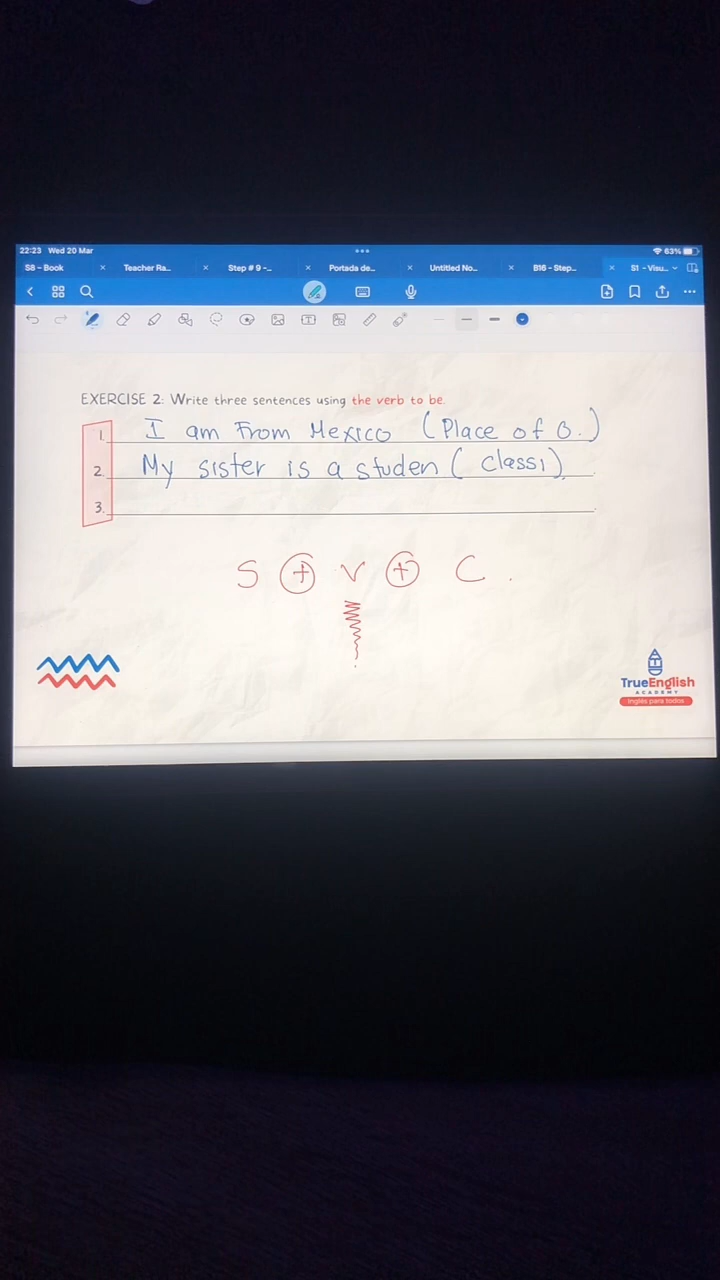 22:23 Wed 20 Mar
63%
S8 - Book
Teacher Ra...
Step # 9 -...
Portada de...
Untitled No...
B16 - Step...
S1 - Visu...
EXERCISE 2: Write three sentences using the verb to be.
1. I am From Mexico (Place of O.)
2. My sister is a studen ( Classi).
3.
S + V + C .
TrueEnglish
ACADEMY
Inglés para todos